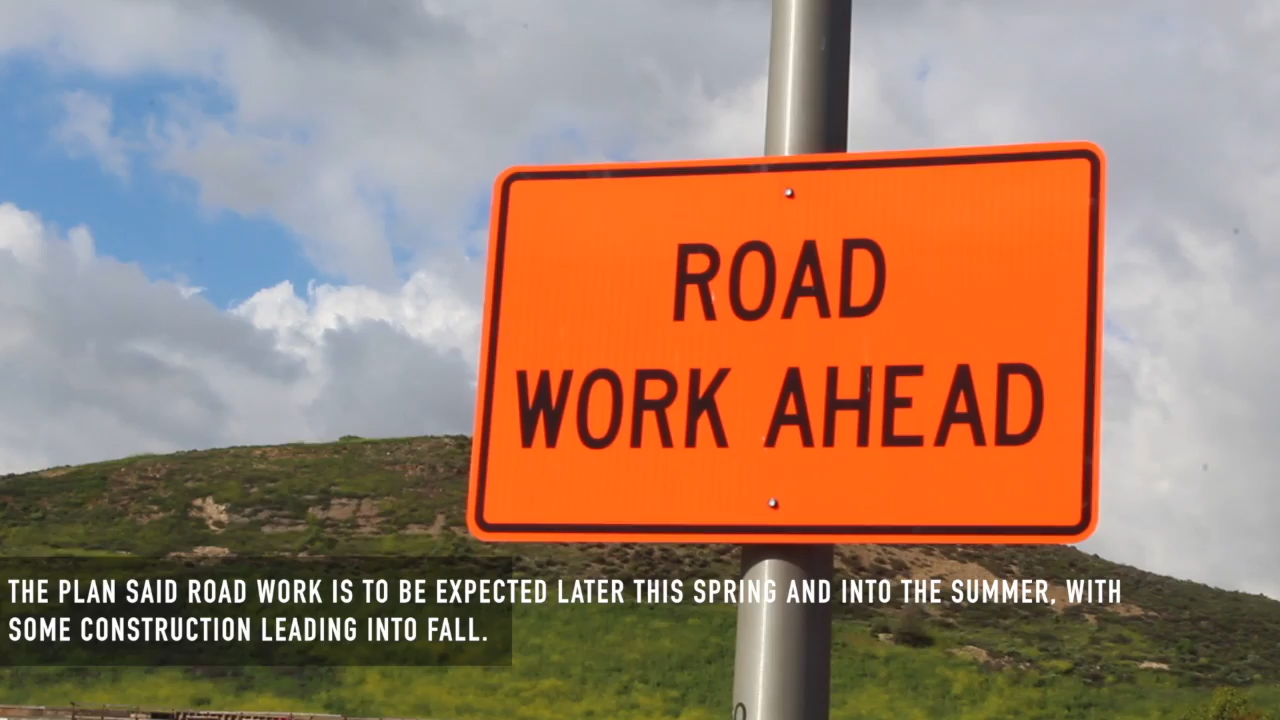 ROAD
WORK AHEAD
THE PLAN SAID ROAD WORK IS TO BE EXPECTED LATER THIS SPRING AND INTO THE SUMMER, WITH
SOME CONSTRUCTION LEADING INTO FALL.